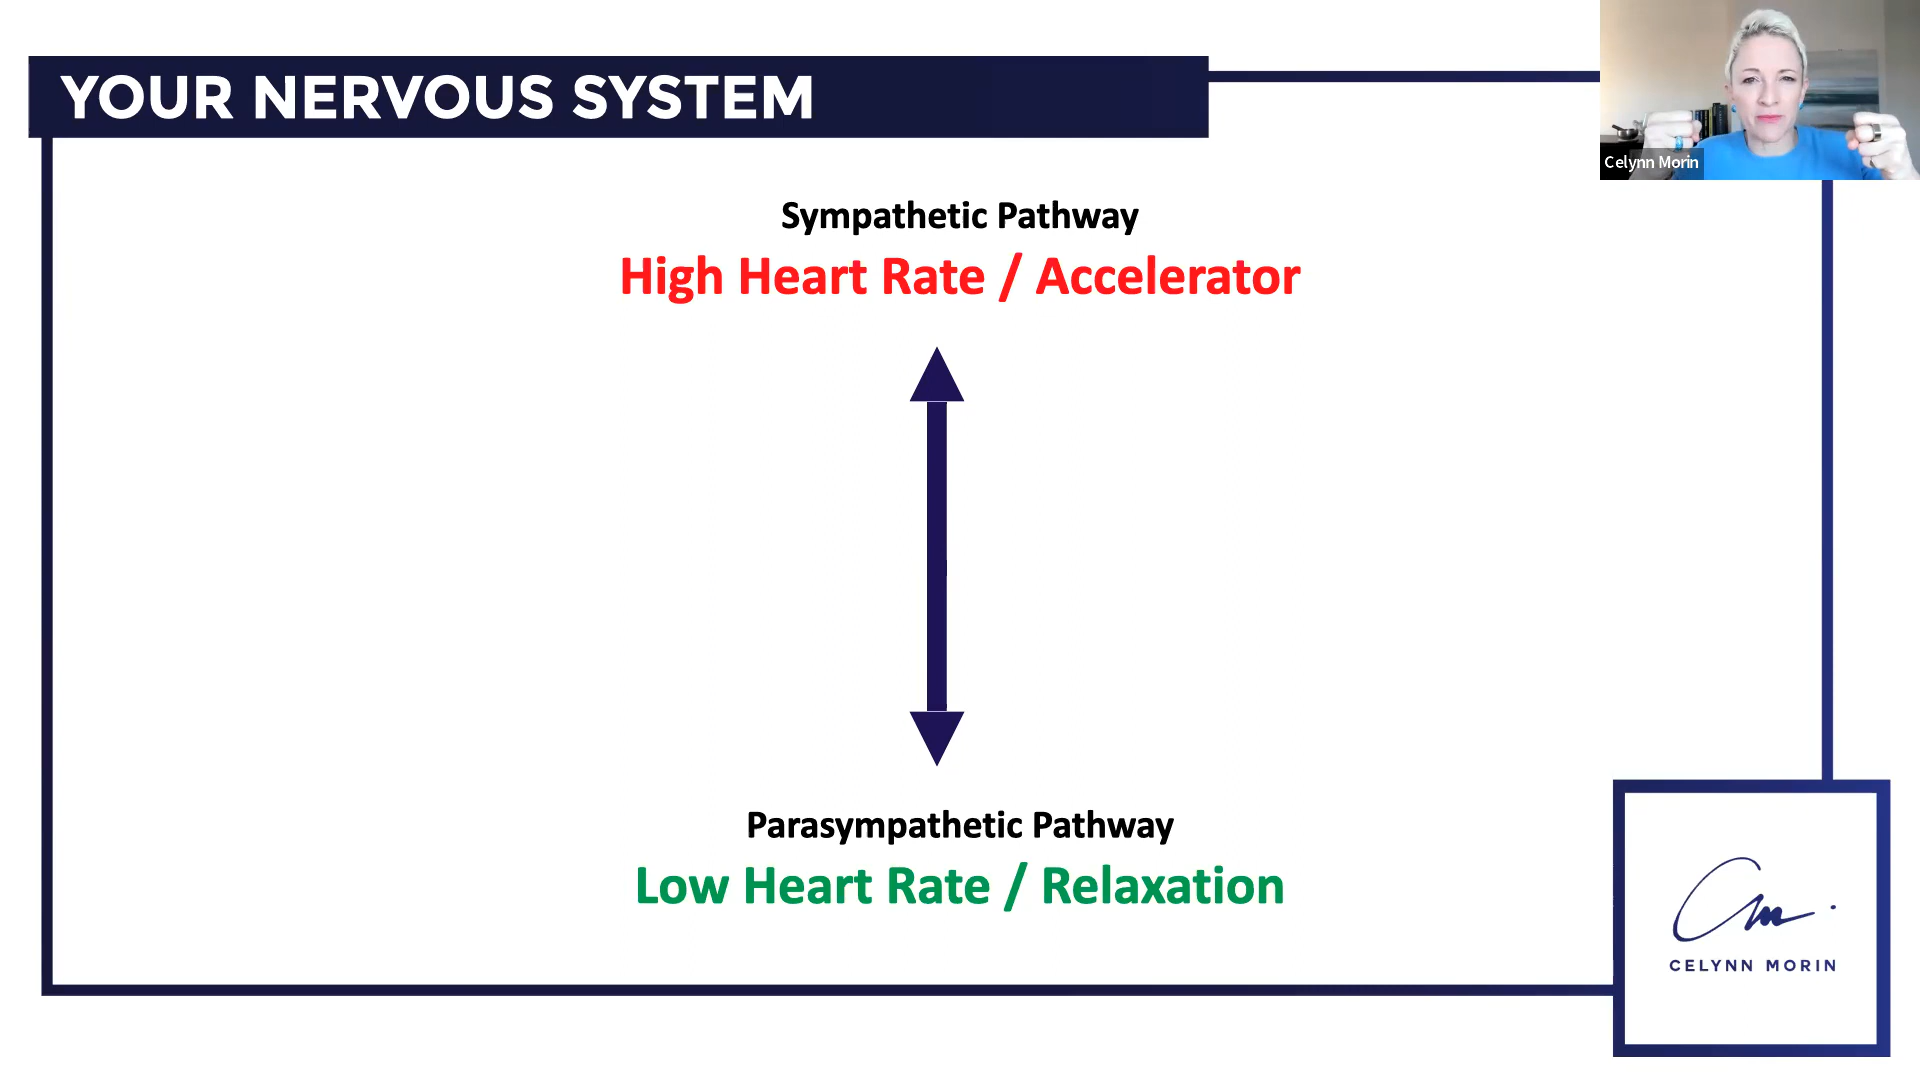 YOUR NERVOUS SYSTEM
Celynn Morin
Sympathetic Pathway
High Heart Rate / Accelerator
Parasympathetic Pathway
Low Heart Rate / Relaxation
Cm.
CELYNN MORIN